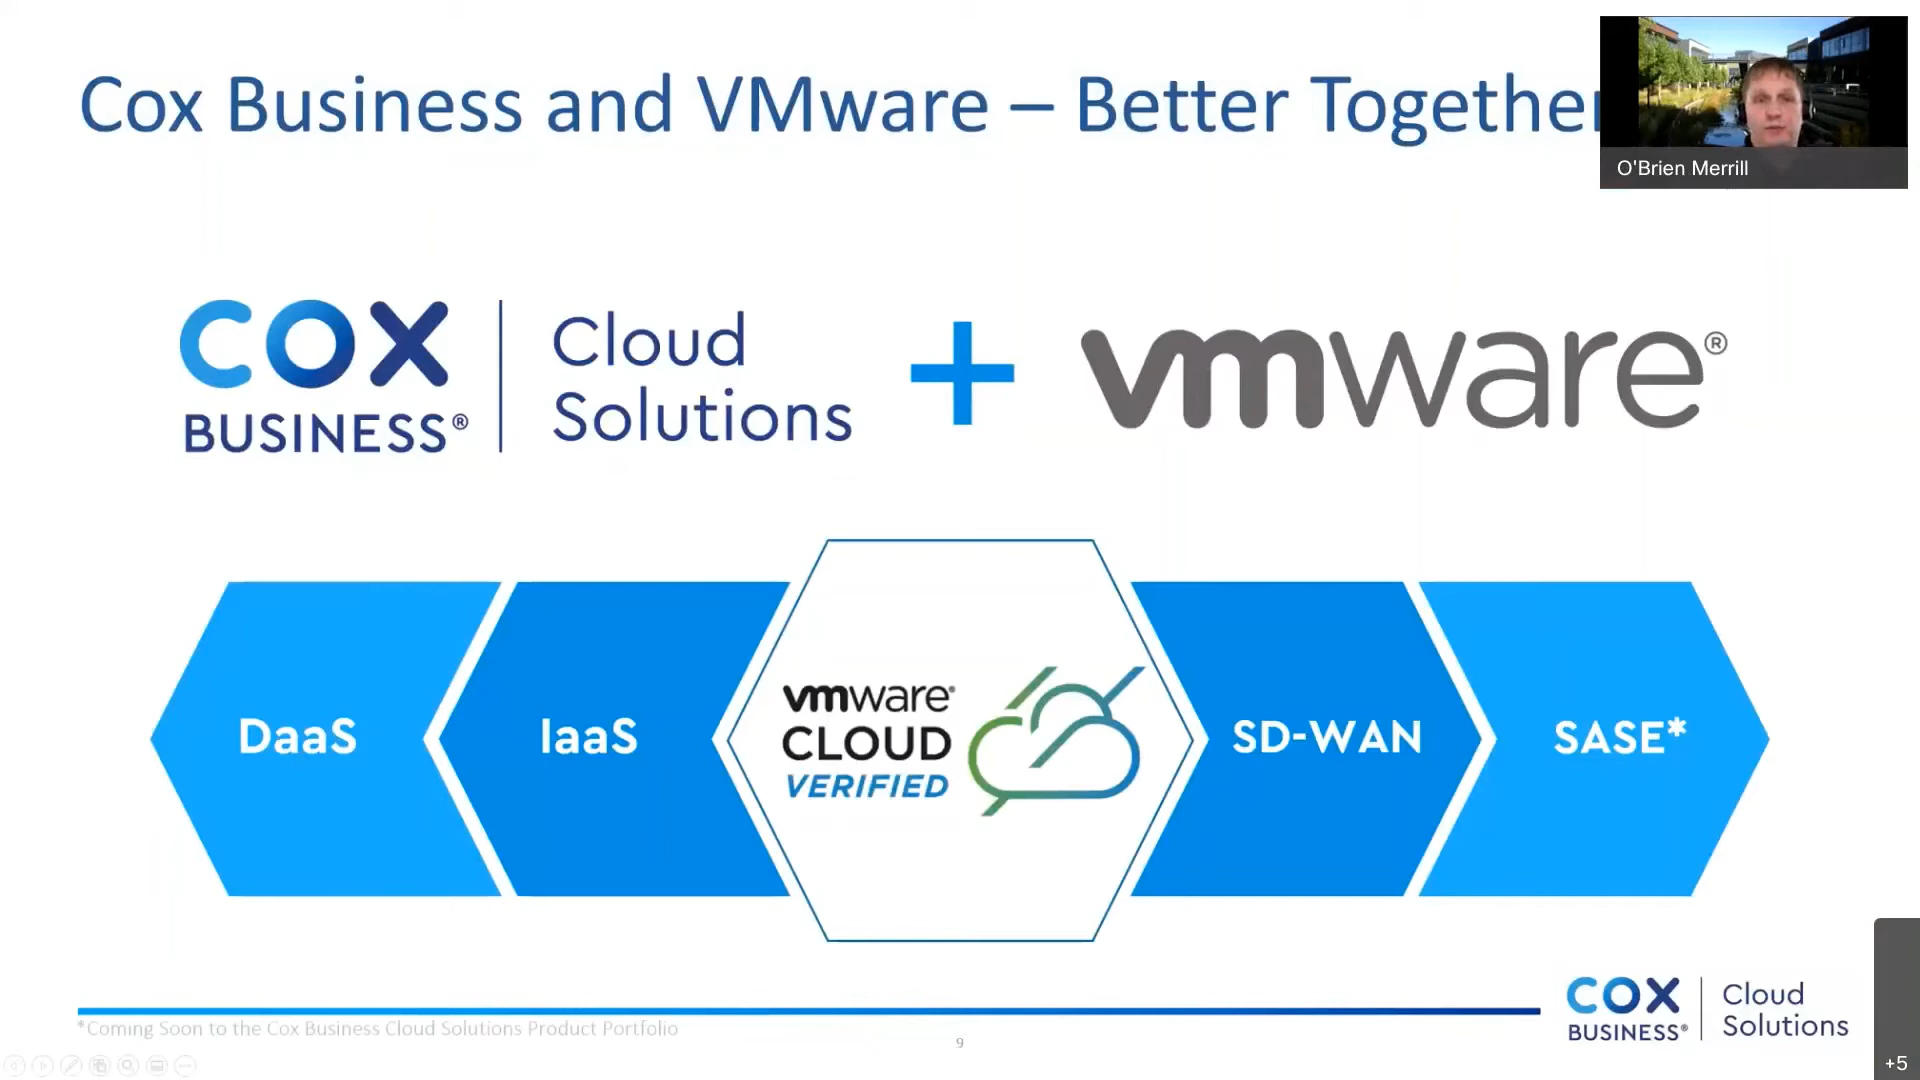 Cox Business and VMware – Better Together
O'Brien Merrill
COX
BUSINESS®
Cloud
Solutions
+
vmware®
DaaS
IaaS
vmware®
CLOUD
VERIFIED
SD-WAN
SASE*
*Coming Soon to the Cox Business Cloud Solutions Product Portfolio
9
COX
BUSINESS®
Cloud
Solutions
+5